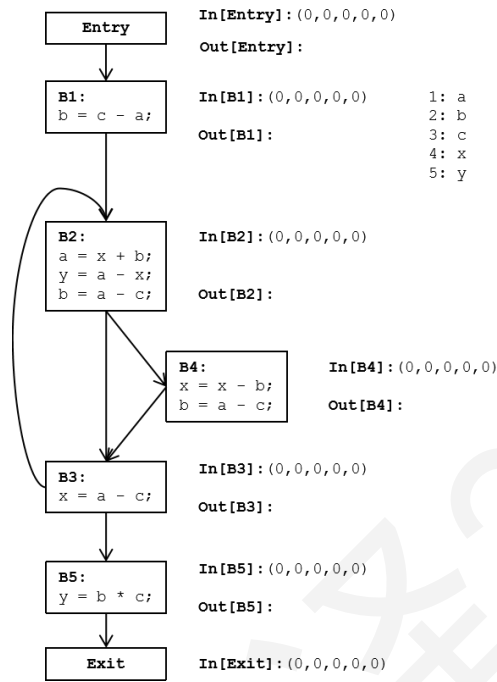 Entry
In[Entry]:(0,0,0,0,0)
Out[Entry]:
B1:
b = c - a;
In[B1]:(0,0,0,0,0)
Out[B1]:
1: a
2: b
3: c
4: x
5: y
B2:
a = x + b;
y = a - x;
b = a - c;
In[B2]:(0,0,0,0,0)
Out[B2]:
B4:
x = x - b;
b = a - c;
In[B4]:(0,0,0,0,0)
Out[B4]:
B3:
x = a - c;
In[B3]:(0,0,0,0,0)
Out[B3]:
B5:
y = b * c;
In[B5]:(0,0,0,0,0)
Out[B5]:
Exit
In[Exit]:(0,0,0,0,0)